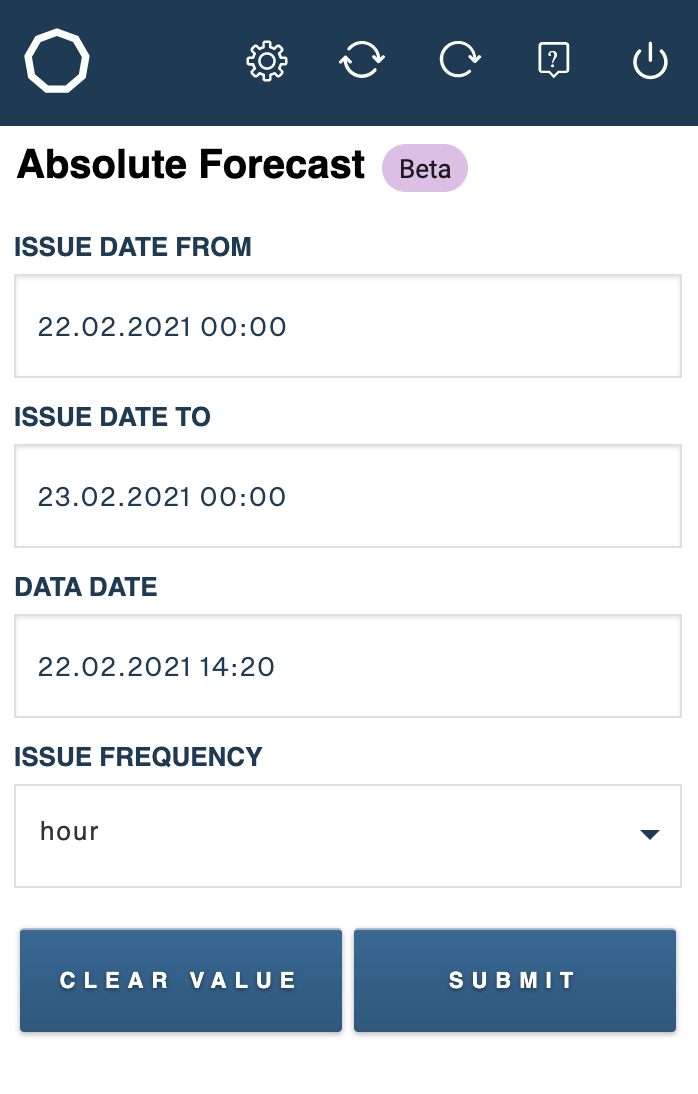 ?
Absolute Forecast Beta
ISSUE DATE FROM
22.02.2021 00:00
ISSUE DATE TO
23.02.2021 00:00
DATA DATE
22.02.2021 14:20
ISSUE FREQUENCY
hour
CLEAR VALUE SUBMIT